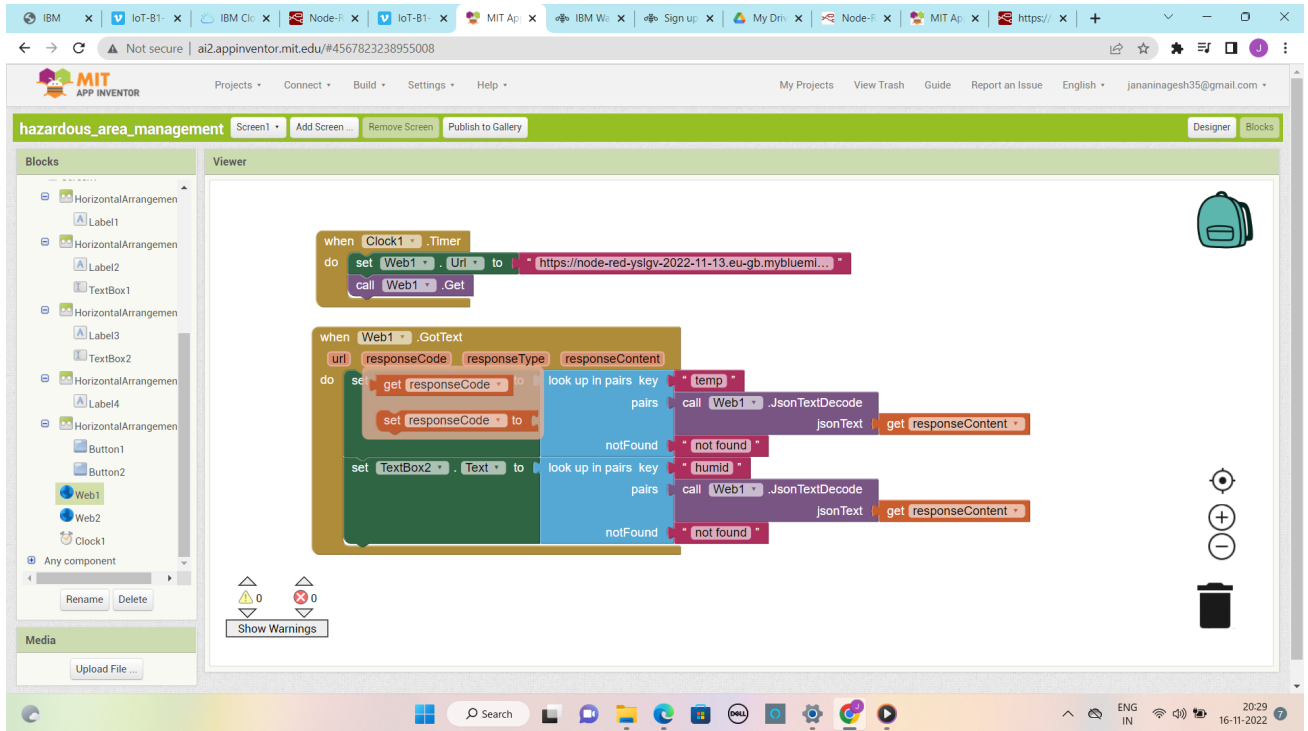 IBM
IoT-B1-
IBM Clo
Node-R
IoT-B1-
MIT Ap
IBM Wa
Sign up
My Driv
Node-R
MIT Ap
https://
Not secure | ai2.appinventor.mit.edu/#4567823238955008
J
MIT
APP INVENTOR
Projects Connect Build Settings Help My Projects View Trash Guide Report an Issue English jananinagesh35@gmail.com
hazardous_area_management Screen1 Add Screen ... Remove Screen Publish to Gallery Designer Blocks
Blocks
Viewer
HorizontalArrangemen
Label1
HorizontalArrangemen
Label2
TextBox1
HorizontalArrangemen
Label3
TextBox2
HorizontalArrangemen
Label4
HorizontalArrangemen
Button1
Button2
Web1
Web2
Clock1
Any component
Rename Delete
Media
Upload File ...
when Clock1 .Timer
do set Web1 . Url to " https://node-red-yslgv-2022-11-13.eu-gb.mybluemi... "
call Web1 .Get
when Web1 .GotText
url responseCode responseType responseContent
do set to look up in pairs key " temp "
get responseCode
pairs call Web1 .JsonTextDecode
set responseCode to
jsonText get responseContent
notFound " not found "
set TextBox2 . Text to look up in pairs key " humid "
pairs call Web1 .JsonTextDecode
jsonText get responseContent
notFound " not found "
0 0
Show Warnings
Search
DELL
ENG
IN
20:29
16-11-2022
7